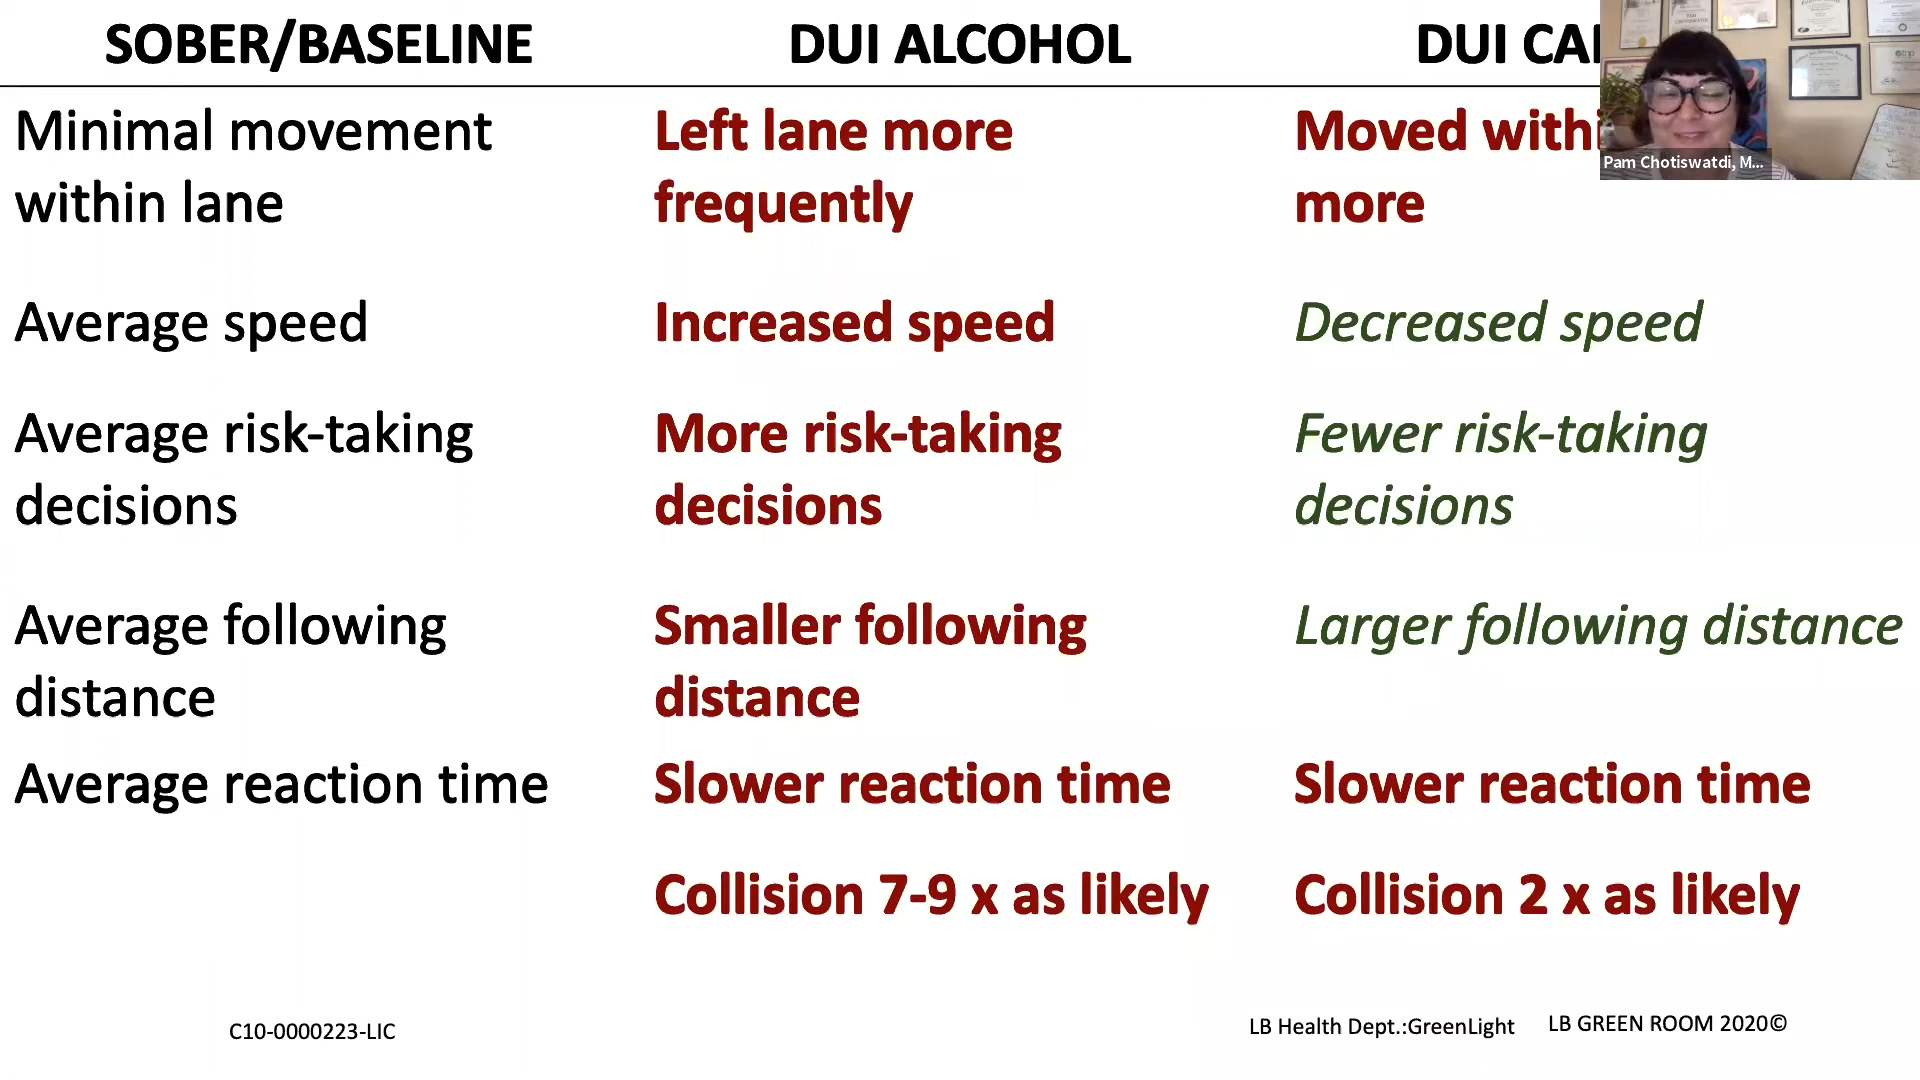 SOBER/BASELINE DUI ALCOHOL DUI
Minimal movement Left lane more Moved
within lane frequently more
Pam Chotiswatdi, M...
Average speed Increased speed Decreased speed
Average risk-taking More risk-taking Fewer risk-taking
decisions decisions decisions
Average following Smaller following Larger following distance
distance distance
Average reaction time Slower reaction time Slower reaction time
Collision 7-9 x as likely Collision 2 x as likely
C10-0000223-LIC LB Health Dept.:GreenLight LB GREEN ROOM 2020©